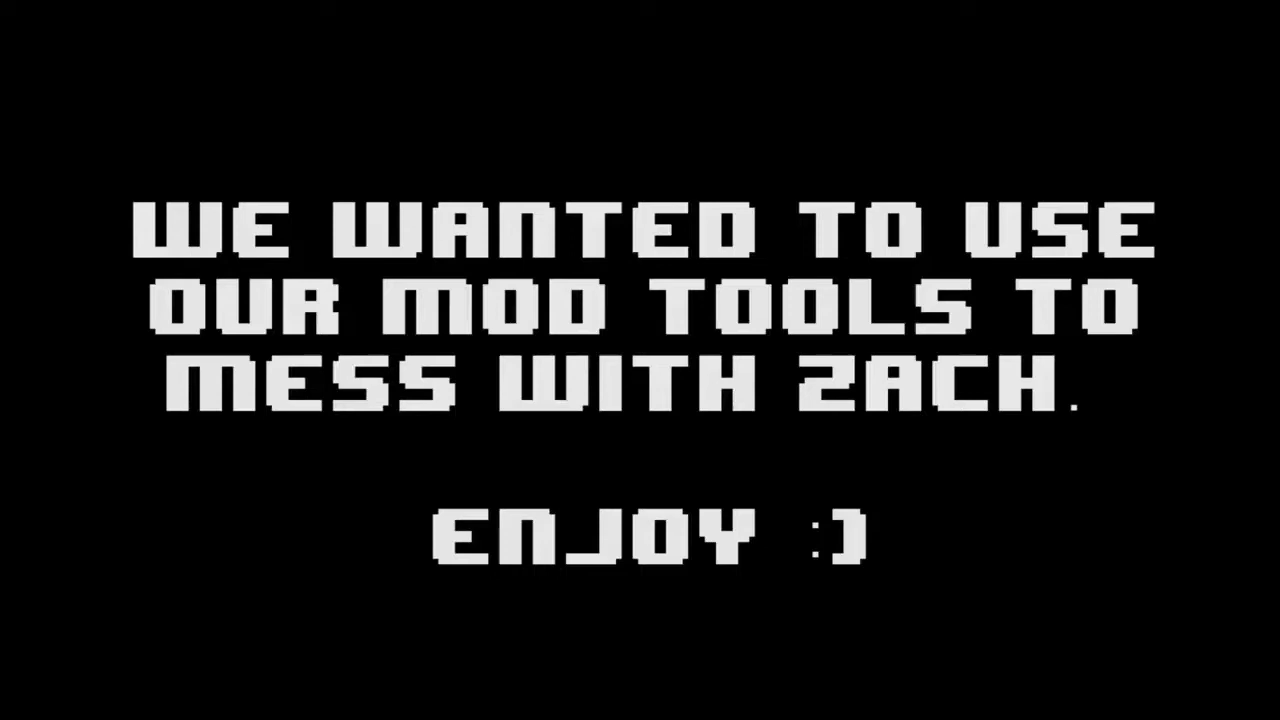 WE WANTED TO USE
OUR MOD TOOLS TO
MESS WITH ZACH.
ENJOY :)